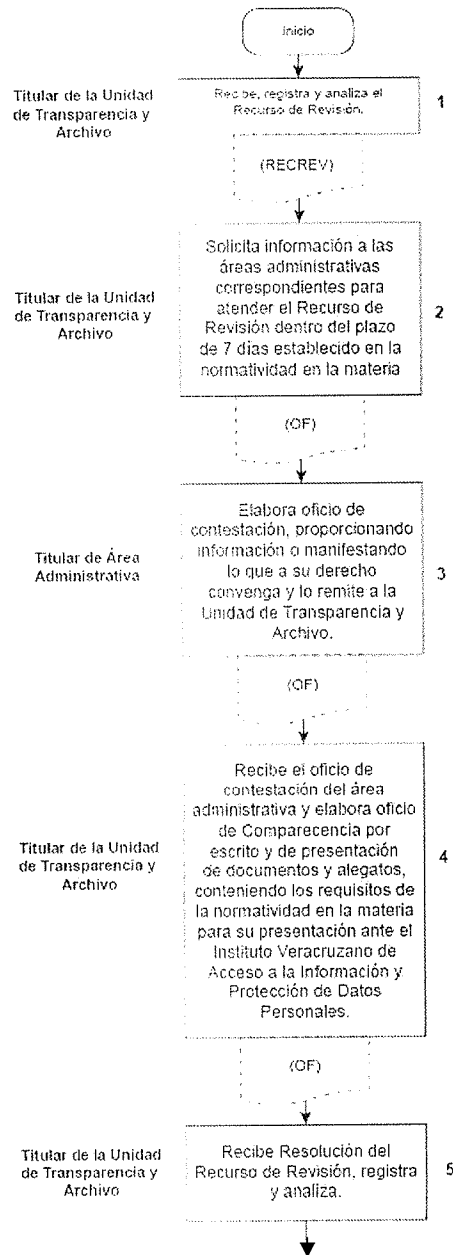 Inicio
Titular de la Unidad
de Transparencia y
Archivo
Recibe, registra y analiza el
Recurso de Revisión.
1
(RECREV)
Titular de la Unidad
de Transparencia y
Archivo
Solicita información a las
áreas administrativas
correspondientes para
atender el Recurso de
Revisión dentro del plazo
de 7 días establecido en la
normatividad en la materia
2
(OF)
Titular de Área
Administrativa
Elabora oficio de
contestación, proporcionando
información o manifestando
lo que a su derecho
convenga y lo remite a la
Unidad de Transparencia y
Archivo.
3
(OF)
Titular de la Unidad
de Transparencia y
Archivo
Recibe el oficio de
contestación del área
administrativa y elabora oficio
de Comparecencia por
escrito y de presentación
de documentos y alegatos,
conteniendo los requisitos de
la normatividad en la materia
para su presentación ante el
Instituto Veracruzano de
Acceso a la Información y
Protección de Datos
Personales.
4
(OF)
Titular de la Unidad
de Transparencia y
Archivo
Recibe Resolución del
Recurso de Revisión, registra
y analiza.
5